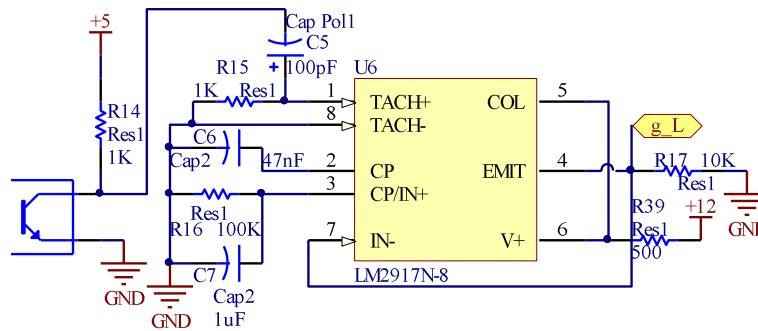 +5
Cap Pol1
C5
+ 100pF
U6
R15
1K
Res1
1
TACH+
COL
5
R14
Res1
1K
8
TACH-
g_L
C6
Cap2
47nF
2
CP
EMIT
4
R17
10K
Res1
3
CP/IN+
Res1
R16
100K
R39
+12
Res1
500
GND
7
IN-
V+
6
C7
GND
LM2917N-8
Cap2
1uF
GND